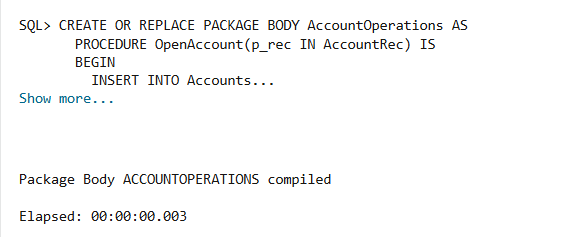 SQL> CREATE OR REPLACE PACKAGE BODY AccountOperations AS
PROCEDURE OpenAccount(p_rec IN AccountRec) IS
BEGIN
INSERT INTO Accounts...
Show more...
Package Body ACCOUNTOPERATIONS compiled
Elapsed: 00:00:00.003